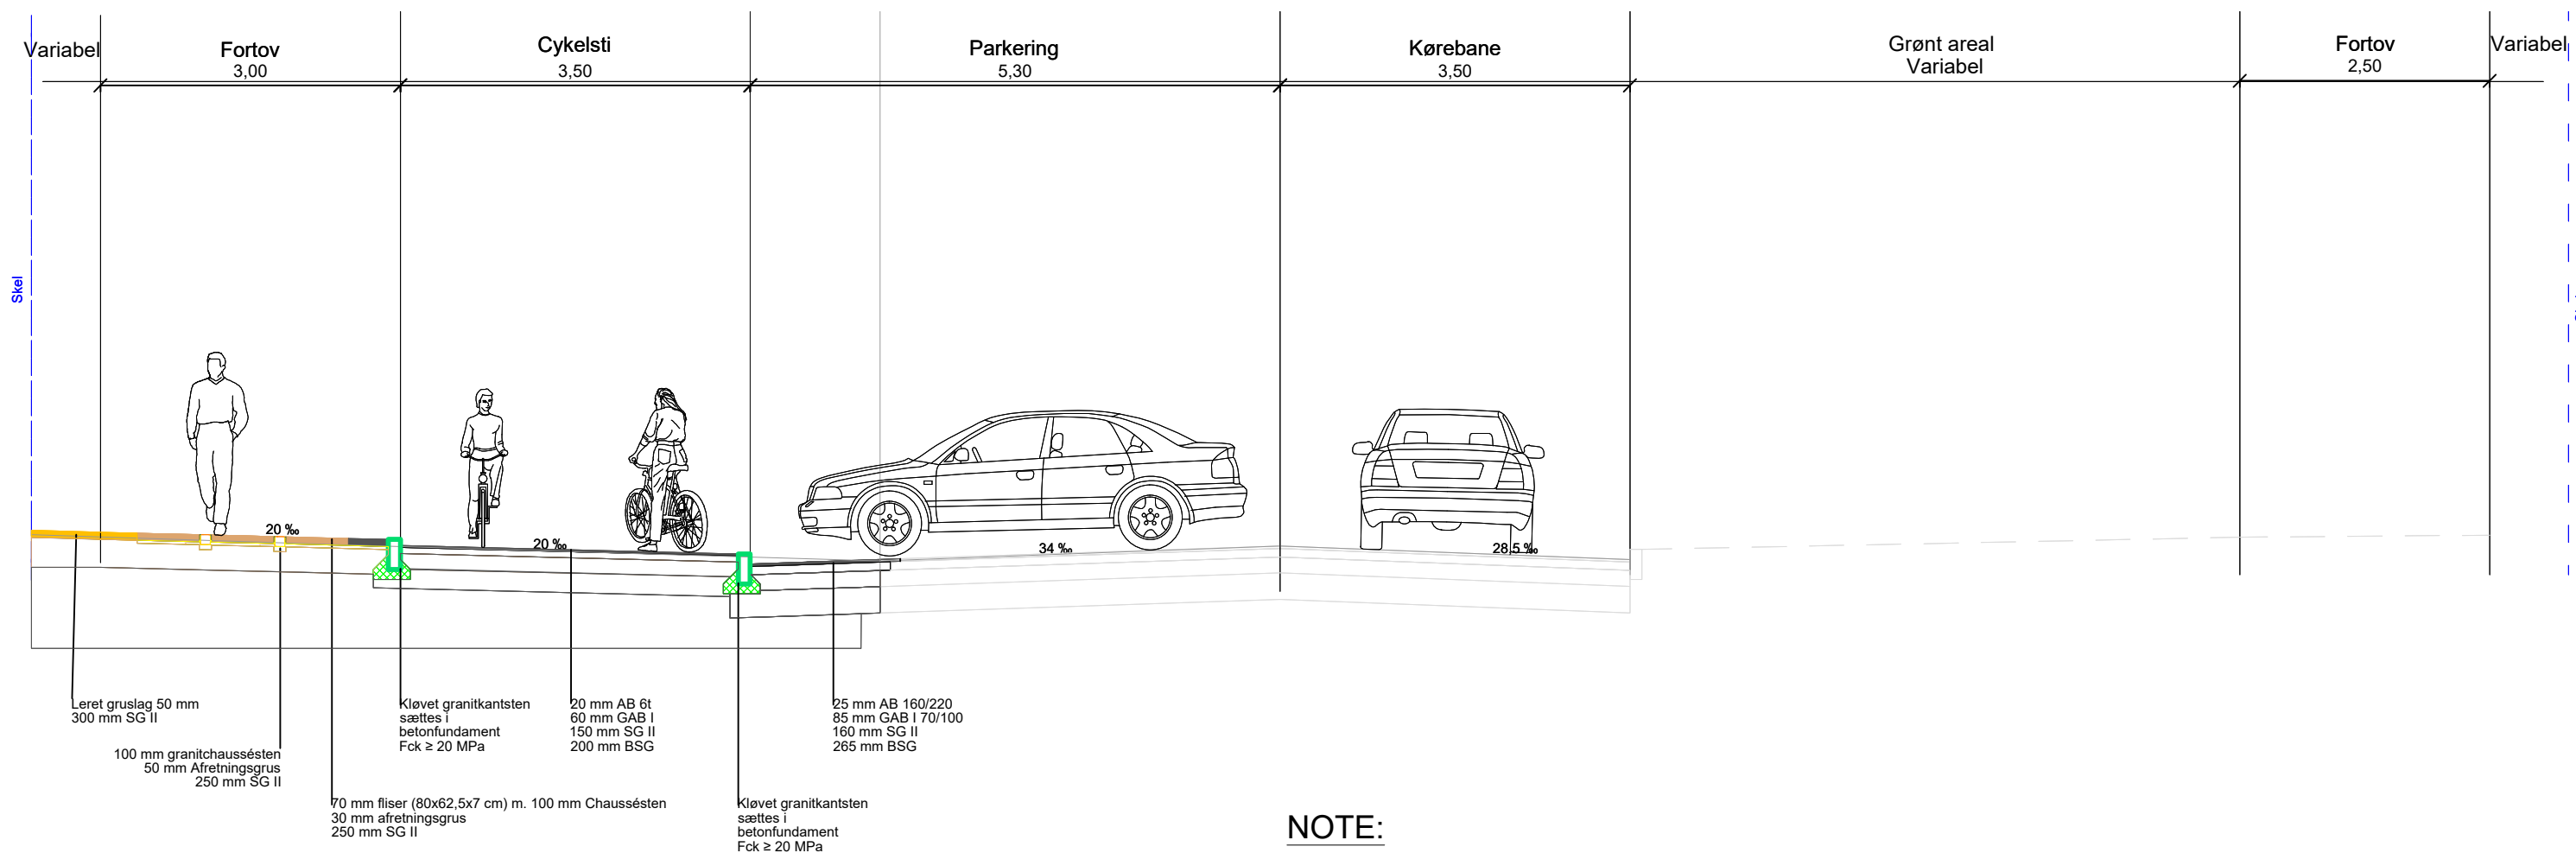 Variabel
Fortov
3,00
Cykelsti
3,50
Parkering
5,30
Kørebane
3,50
Grønt areal
Variabel
Fortov
2,50
Variabel
Skel
20 ‰
20 ‰
34 ‰
28,5 ‰
Leret gruslag 50 mm
300 mm SG II
100 mm granitchaussésten
50 mm Afretningsgrus
250 mm SG II
70 mm fliser (80x62,5x7 cm) m. 100 mm Chaussésten
30 mm afretningsgrus
250 mm SG II
Kløvet granitkantsten
sættes i
betonfundament
Fck ≥ 20 MPa
20 mm AB 6t
60 mm GAB I
150 mm SG II
200 mm BSG
Kløvet granitkantsten
sættes i
betonfundament
Fck ≥ 20 MPa
25 mm AB 160/220
85 mm GAB I 70/100
160 mm SG II
265 mm BSG
NOTE: